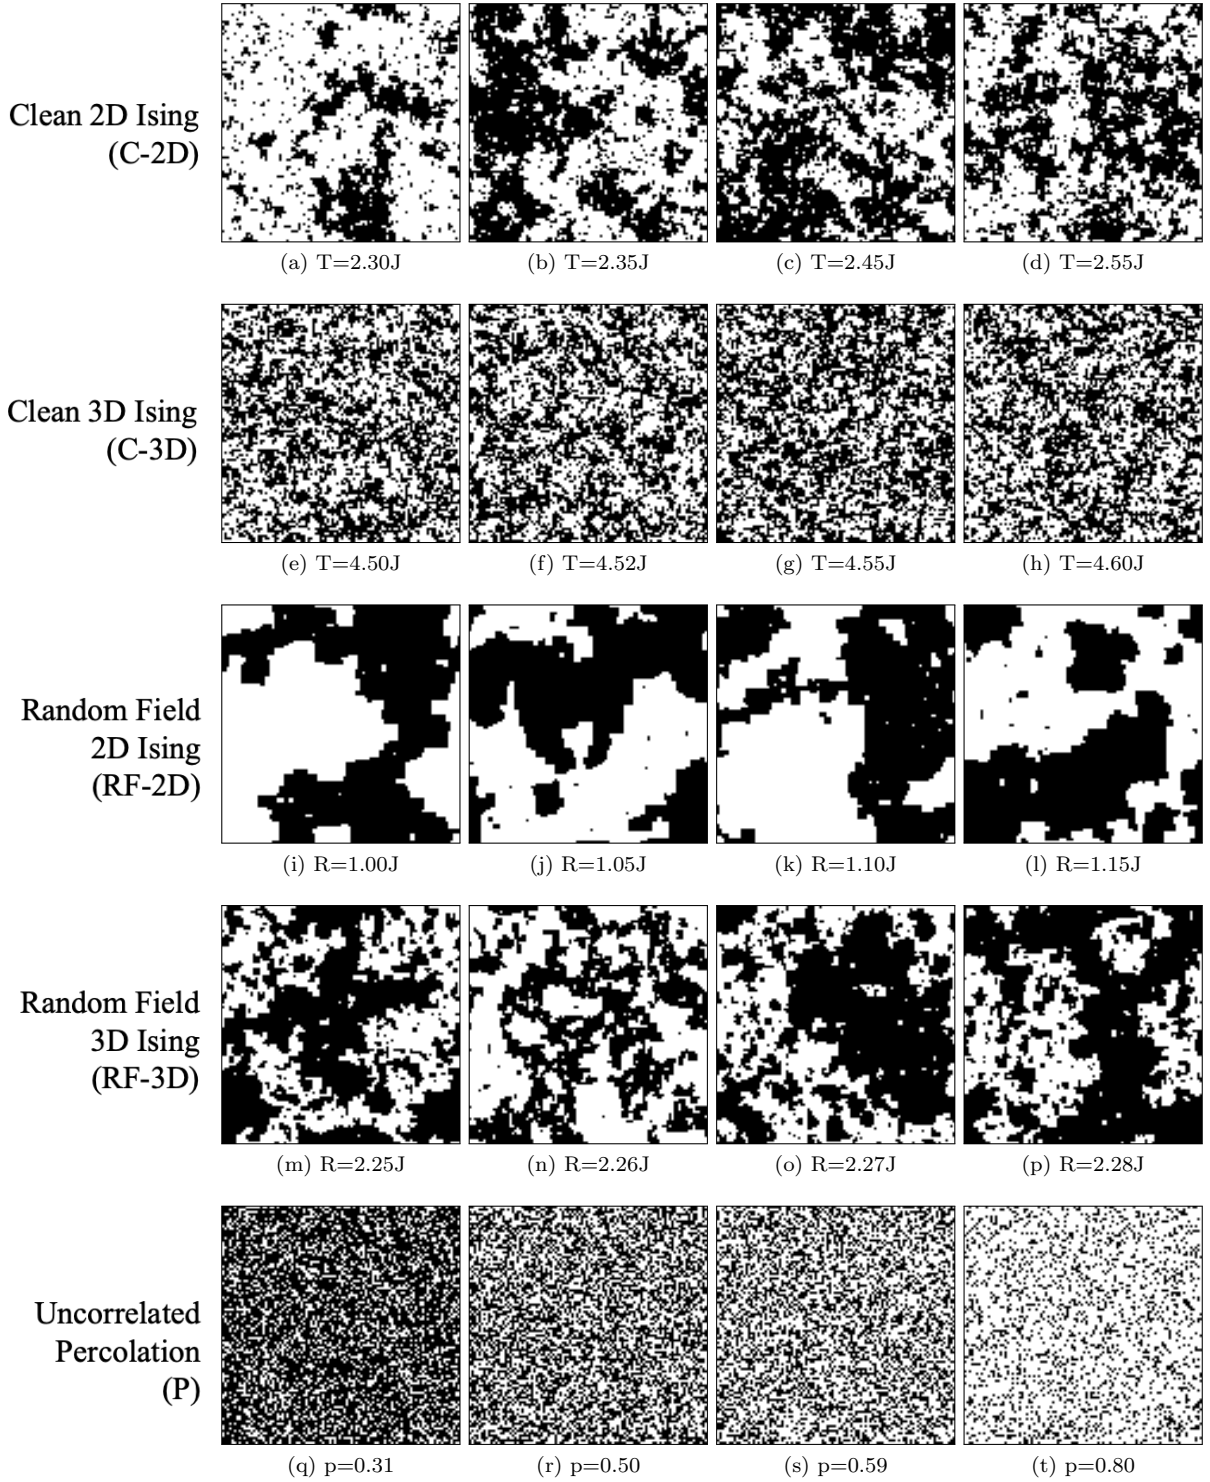 Clean 2D Ising
(C-2D)
(a) T=2.30J
(b) T=2.35J
(c) T=2.45J
(d) T=2.55J
Clean 3D Ising
(C-3D)
(e) T=4.50J
(f) T=4.52J
(g) T=4.55J
(h) T=4.60J
Random Field
2D Ising
(RF-2D)
(i) R=1.00J
(j) R=1.05J
(k) R=1.10J
(l) R=1.15J
Random Field
3D Ising
(RF-3D)
(m) R=2.25J
(n) R=2.26J
(o) R=2.27J
(p) R=2.28J
Uncorrelated
Percolation
(P)
(q) p=0.31
(r) p=0.50
(s) p=0.59
(t) p=0.80